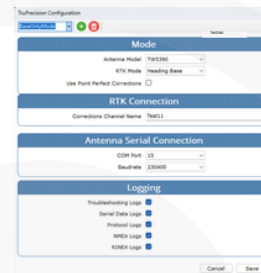 TruPrecision Configuration
BaseOnlyMode
Mode
Antenna Model TW5390
RTK Mode Heading Base
Use Point Perfect Corrections
RTK Connection
Corrections Channel Name Test11
Antenna Serial Connection
COM Port 15
Baudrate 230400
Logging
Troubleshooting Logs
Serial Data Logs
Protocol Logs
NMEA Logs
RINEX Logs
Cancel Save